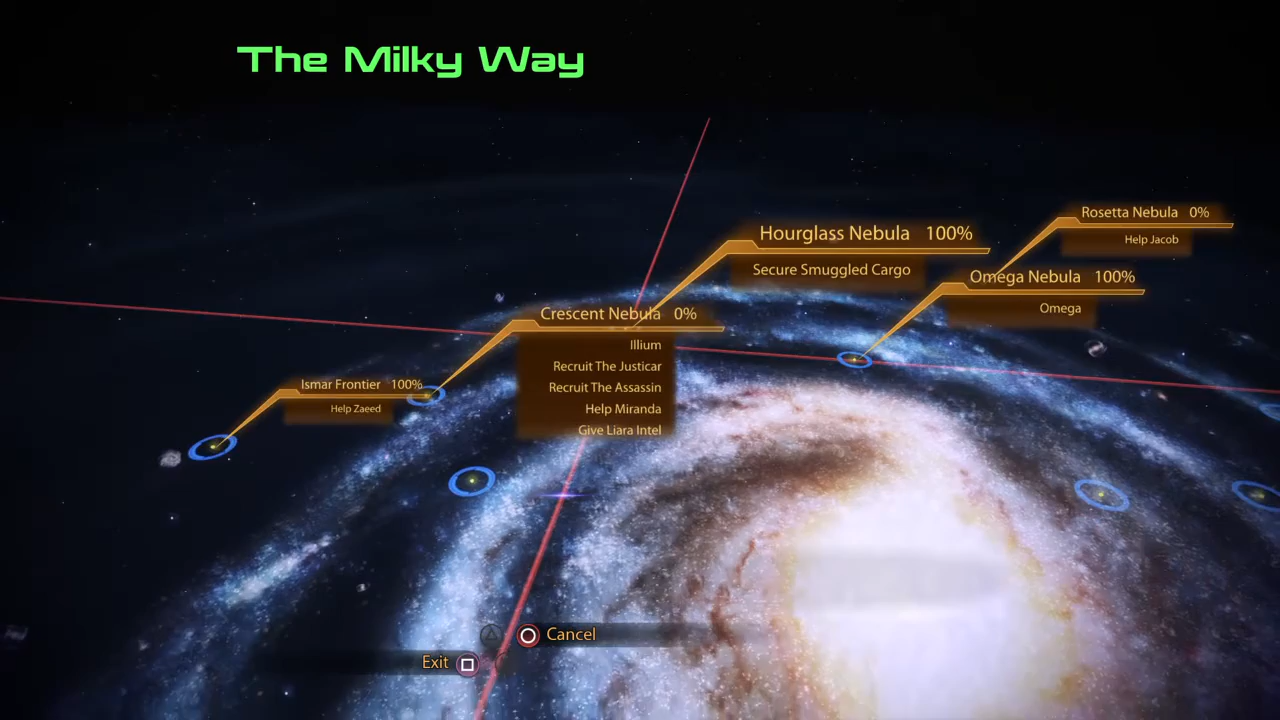 The Milky Way
Rosetta Nebula 0%
Help Jacob
Hourglass Nebula 100%
Secure Smuggled Cargo
Omega Nebula 100%
Omega
Crescent Nebula 0%
Illium
Recruit The Justicar
Recruit The Assassin
Help Miranda
Give Liara Intel
Ismar Frontier 100%
Help Zaeed
Cancel
Exit